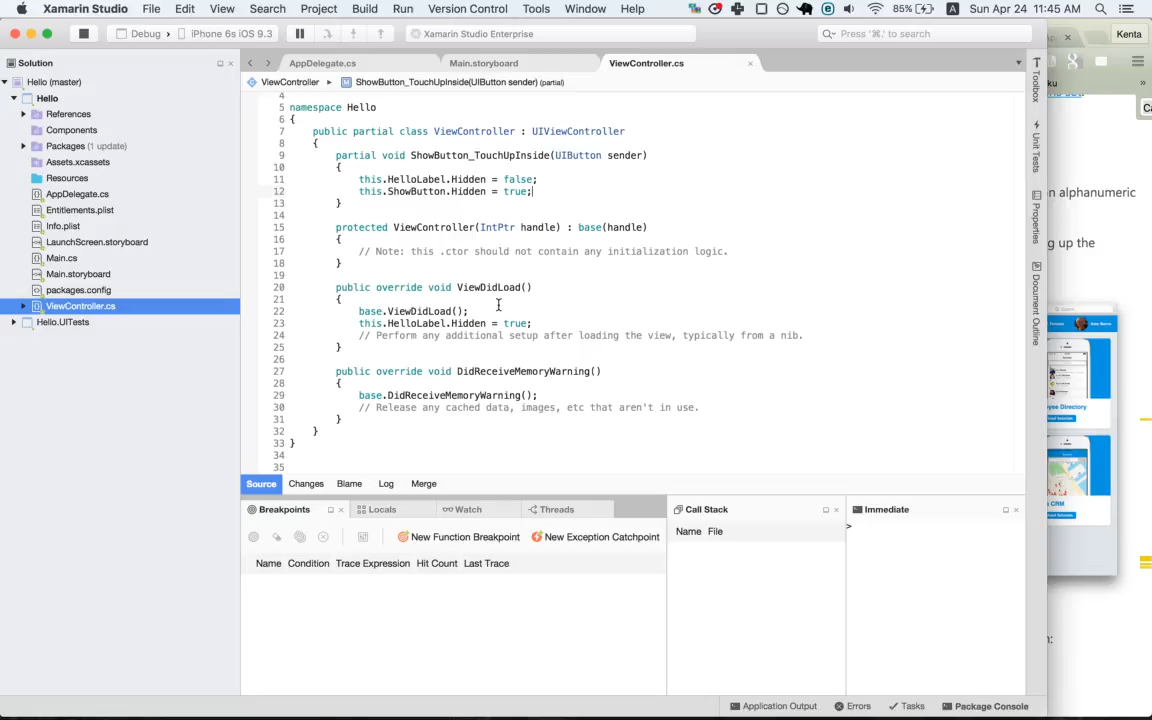 Xamarin Studio File Edit View Search Project Build Run Version Control Tools Window Help 85% A Sun Apr 24 11:45 AM
Debug › iPhone 6s iOS 9.3 Xamarin Studio Enterprise Press '⌘.' to search
Kenta
Solution
AppDelegate.cs Main.storyboard ViewController.cs
ViewController ▸ ShowButton_TouchUpInside(UIButton sender) (partial)
Hello (master)
Hello
References
Components
Packages (1 update)
Assets.xcassets
Resources
AppDelegate.cs
Entitlements.plist
Info.plist
LaunchScreen.storyboard
Main.cs
Main.storyboard
packages.config
ViewController.cs
Hello.UITests
4
5 namespace Hello
6 {
7 public partial class ViewController : UIViewController
8 {
9 partial void ShowButton_TouchUpInside(UIButton sender)
10 {
11 this.HelloLabel.Hidden = false;
12 this.ShowButton.Hidden = true;
13 }
14
15 protected ViewController(IntPtr handle) : base(handle)
16 {
17 // Note: this .ctor should not contain any initialization logic.
18 }
19
20 public override void ViewDidLoad()
21 {
22 base.ViewDidLoad();
23 this.HelloLabel.Hidden = true;
24 // Perform any additional setup after loading the view, typically from a nib.
25 }
26
27 public override void DidReceiveMemoryWarning()
28 {
29 base.DidReceiveMemoryWarning();
30 // Release any cached data, images, etc that aren't in use.
31 }
32 }
33 }
34
35
Source Changes Blame Log Merge
Toolbox
Unit Tests
Properties
Document Outline
n alphanumeric
g up the
Breakpoints Locals Watch Threads
New Function Breakpoint New Exception Catchpoint
Name Condition Trace Expression Hit Count Last Trace
Call Stack
Name File
Immediate
>
Application Output Errors Tasks Package Console